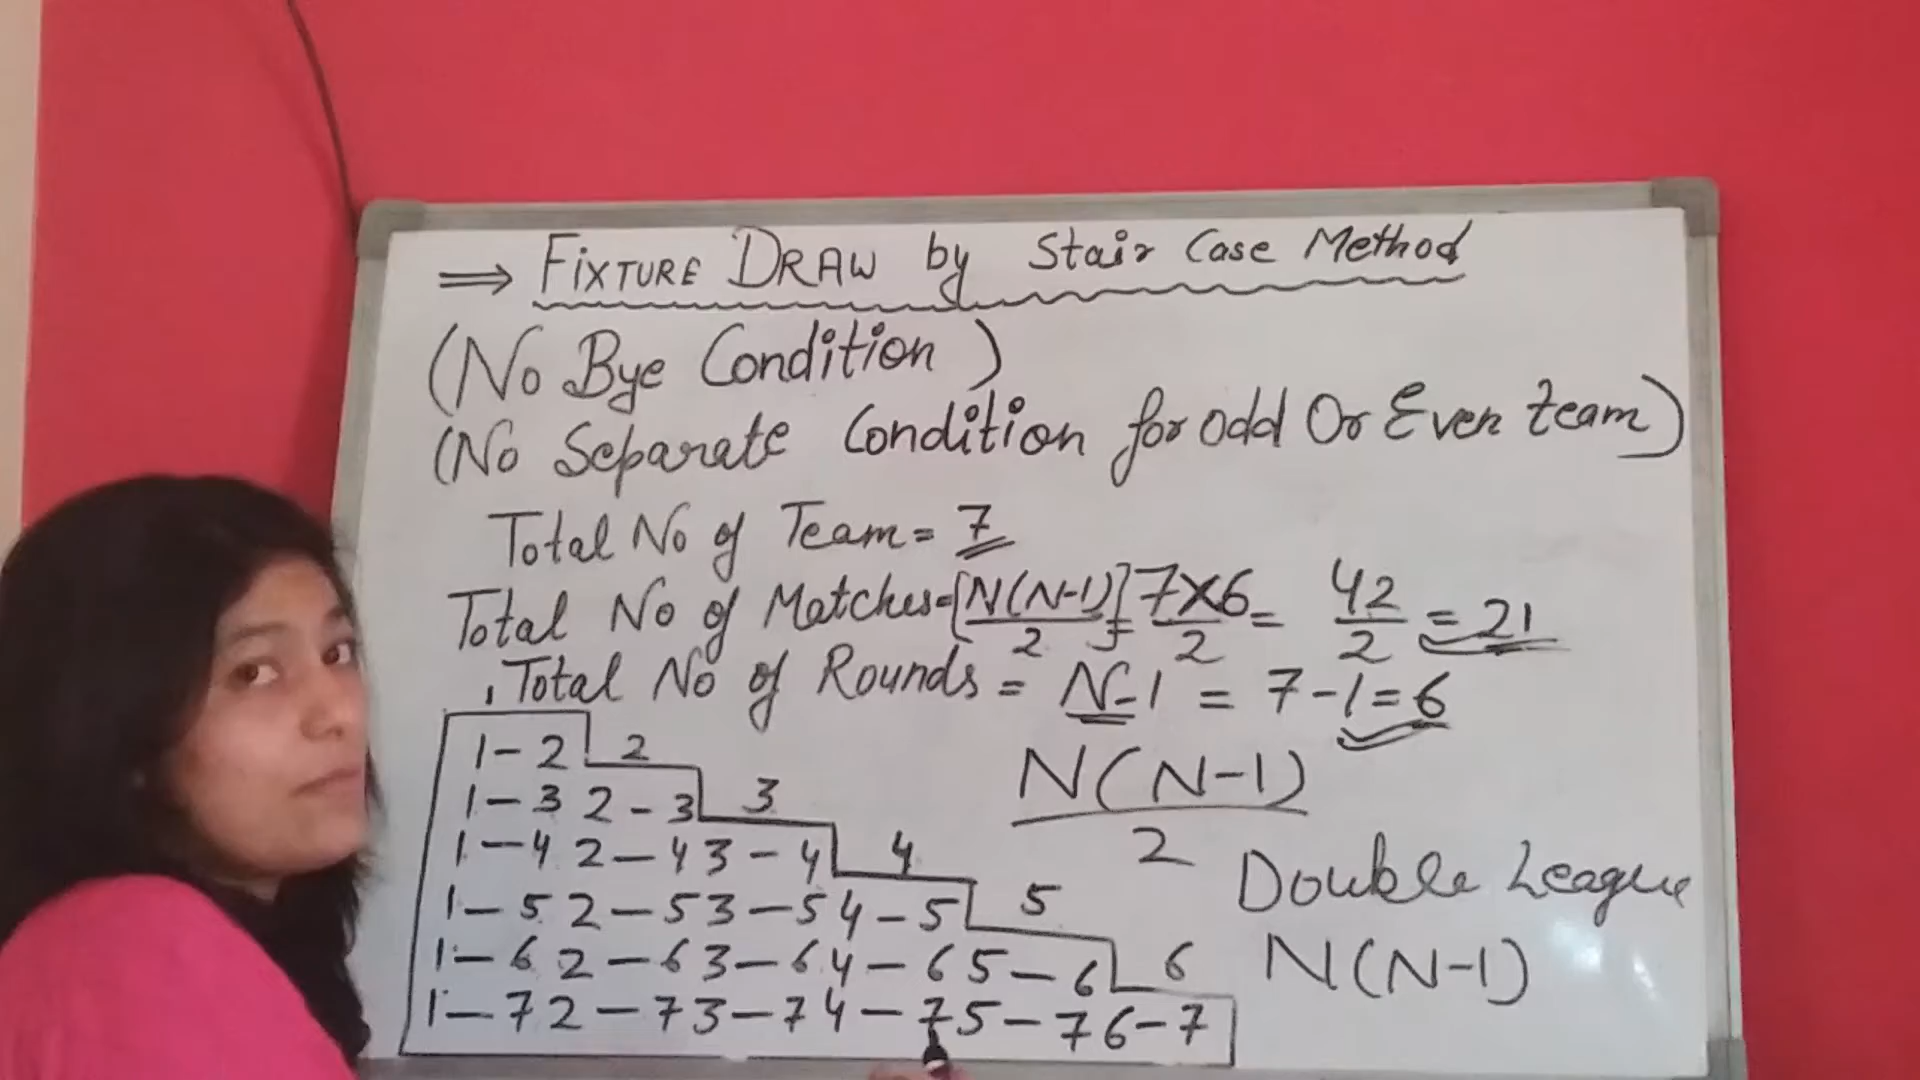 ⇒ FIXTURE DRAW by Stair Case Method
(No Bye Condition)
(No Separate Condition for odd Or Even team)
Total No of Team = 7
Total No of Matches = [N(N-1)/2] = 7×6/2 = 42/2 = 21
Total No of Rounds = N-1 = 7-1 = 6
1-2 2
1-3 2-3 3
1-4 2-4 3-4 4
1-5 2-5 3-5 4-5 5
1-6 2-6 3-6 4-6 5-6 6
1-7 2-7 3-7 4-7 5-7 6-7
N(N-1)
2
Double League
N(N-1)